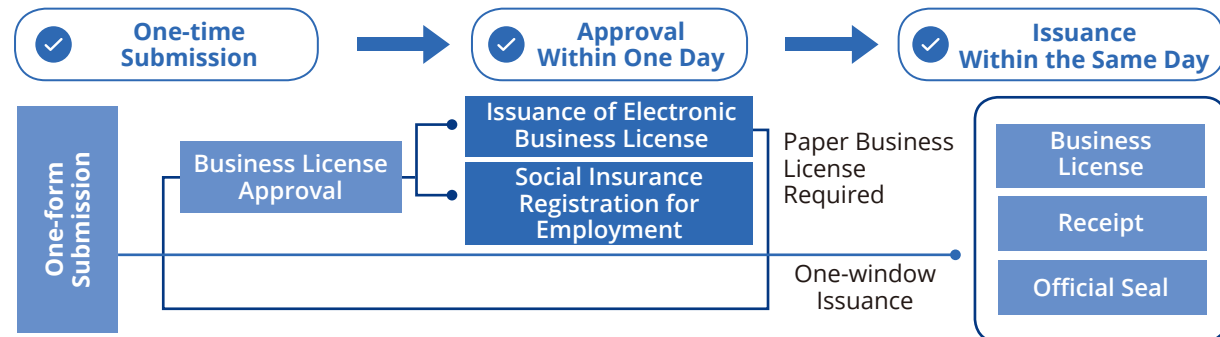 One-time
Submission
Approval
Within One Day
Issuance
Within the Same Day
One-form
Submission
Business License
Approval
Issuance of Electronic
Business License
Social Insurance
Registration for
Employment
Paper Business
License
Required
One-window
Issuance
Business
License
Receipt
Official Seal